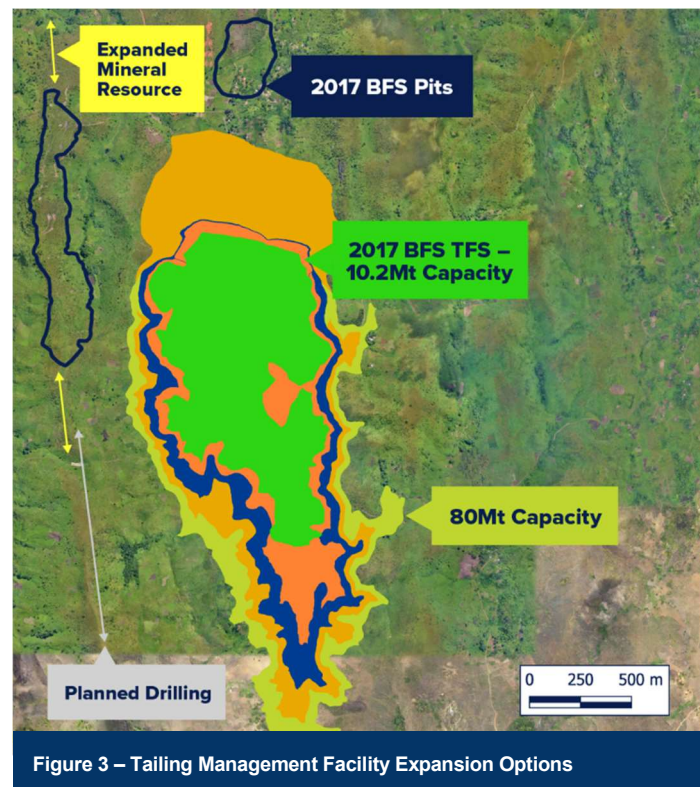 Expanded
Mineral
Resource
2017 BFS Pits
2017 BFS TFS –
10.2Mt Capacity
80Mt Capacity
Planned Drilling
0 250 500 m
Figure 3 – Tailing Management Facility Expansion Options